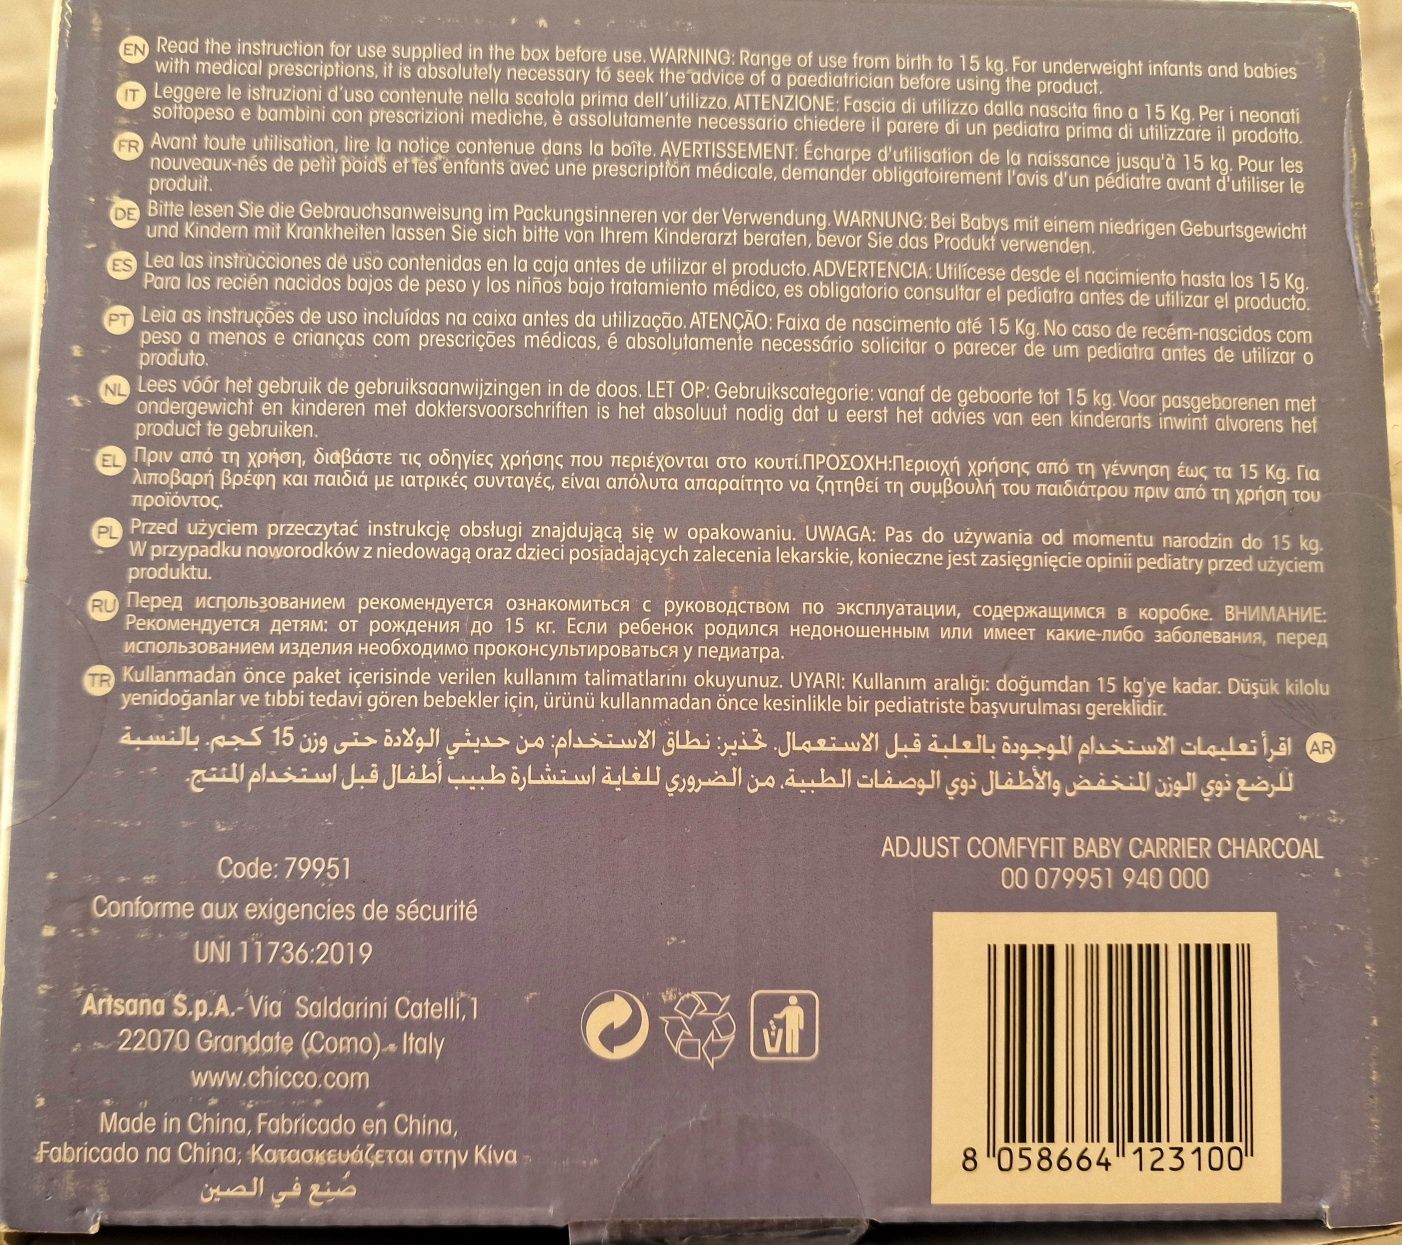 EN Read the instruction for use supplied in the box before use. WARNING: Range of use from birth to 15 kg. For underweight infants and babies
with medical prescriptions, it is absolutely necessary to seek the advice of a paediatrician before using the product.
IT Leggere le istruzioni d'uso contenute nella scatola prima dell'utilizzo. ATTENZIONE: Fascia di utilizzo dalla nascita fino a 15 Kg. Per i neonati
sottopeso e bambini con prescrizioni mediche, è assolutamente necessario chiedere il parere di un pediatra prima di utilizzare il prodotto.
FR Avant toute utilisation, lire la notice contenue dans la boîte. AVERTISSEMENT: Écharpe d'utilisation de la naissance jusqu'à 15 kg. Pour les
nouveaux-nés de petit poids et les enfants avec une prescription médicale, demander obligatoirement l'avis d'un pédiatre avant d'utiliser le
produit.
DE Bitte lesen Sie die Gebrauchsanweisung im Packungsinneren vor der Verwendung. WARNUNG: Bei Babys mit einem niedrigen Geburtsgewicht
und Kindern mit Krankheiten lassen Sie sich bitte von Ihrem Kinderarzt beraten, bevor Sie das Produkt verwenden.
ES Lea las instrucciones de uso contenidas en la caja antes de utilizar el producto. ADVERTENCIA: Utilícese desde el nacimiento hasta los 15 Kg.
Para los recién nacidos bajos de peso y los niños bajo tratamiento médico, es obligatorio consultar el pediatra antes de utilizar el producto.
PT Leia as instruções de uso incluídas na caixa antes da utilização. ATENÇÃO: Faixa de nascimento até 15 Kg. No caso de recém-nascidos com
peso a menos e crianças com prescrições médicas, é absolutamente necessário solicitar o parecer de um pediatra antes de utilizar o
produto.
NL Lees vóór het gebruik de gebruiksaanwijzingen in de doos. LET OP: Gebruikscategorie: vanaf de geboorte tot 15 kg. Voor pasgeborenen met
ondergewicht en kinderen met doktersvoorschriften is het absoluut nodig dat u eerst het advies van een kinderarts inwint alvorens het
product te gebruiken.
EL Πριν από τη χρήση, διαβάστε τις οδηγίες χρήσης που περιέχονται στο κουτί.ΠΡΟΣΟΧΗ:Περιοχή χρήσης από τη γέννηση έως τα 15 Kg. Για
λιποβαρή βρέφη και παιδιά με ιατρικές συνταγές, είναι απόλυτα απαραίτητο να ζητηθεί τη συμβουλή του παιδιάτρου πριν από τη χρήση του
προϊόντος.
PL Przed użyciem przeczytać instrukcję obsługi znajdującą się w opakowaniu. UWAGA: Pas do używania od momentu narodzin do 15 kg.
W przypadku noworodków z niedowagą oraz dzieci posiadających zalecenia lekarskie, konieczne jest zasięgnięcie opinii pediatry przed użyciem
produktu.
RU Перед использованием рекомендуется ознакомиться с руководством по эксплуатации, содержащимся в коробке. ВНИМАНИЕ:
Рекомендуется детям: от рождения до 15 кг. Если ребенок родился недоношенным или имеет какие-либо заболевания, перед
использованием изделия необходимо проконсультироваться у педиатра.
TR Kullanmadan önce paket içerisinde verilen kullanım talimatlarını okuyunuz. UYARI: Kullanım aralığı: doğumdan 15 kg'ye kadar. Düşük kilolu
yenidoğanlar ve tıbbi tedavi gören bebekler için, ürünü kullanmadan önce kesinlikle bir pediatriste başvurulması gereklidir.
AR اقرأ تعليمات الاستخدام الموجودة بالعلبة قبل الاستعمال. تحذير: نطاق الاستخدام: من حديثي الولادة حتى وزن 15 كجم. بالنسبة
للرضع ذوي الوزن المنخفض والأطفال ذوي الوصفات الطبية، من الضروري للغاية استشارة طبيب أطفال قبل استخدام المنتج.
Code: 79951
Conforme aux exigencies de sécurité
UNI 11736:2019
Artsana S.p.A.- Via Saldarini Catelli,1
22070 Grandate (Como) - Italy
www.chicco.com
Made in China, Fabricado en China,
Fabricado na China, Κατασκευάζεται στην Κίνα
صُنِع في الصين
ADJUST COMFYFIT BABY CARRIER CHARCOAL
00 079951 940 000
8 058664 123100